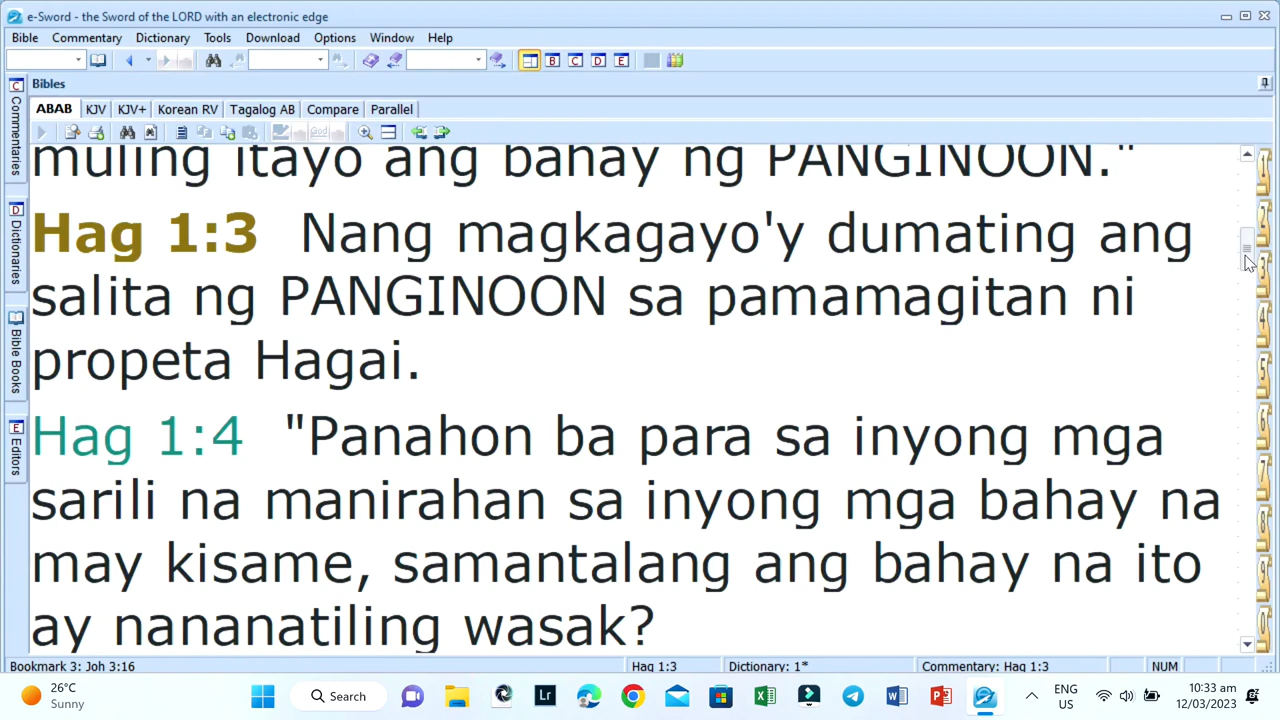 e-Sword - the Sword of the LORD with an electronic edge
Bible Commentary Dictionary Tools Download Options Window Help
Bibles
ABAB KJV KJV+ Korean RV Tagalog AB Compare Parallel
muling itayo ang bahay ng PANGINOON."
Hag 1:3 Nang magkagayo'y dumating ang
salita ng PANGINOON sa pamamagitan ni
propeta Hagai.
Hag 1:4 "Panahon ba para sa inyong mga
sarili na manirahan sa inyong mga bahay na
may kisame, samantalang ang bahay na ito
ay nananatiling wasak?
Commentaries
Dictionaries
Bible Books
Editors
Bookmark 3: Joh 3:16 Hag 1:3 Dictionary: 1* Commentary: Hag 1:3 NUM
26°C
Sunny
Search
ENG
US
10:33 am
12/03/2023